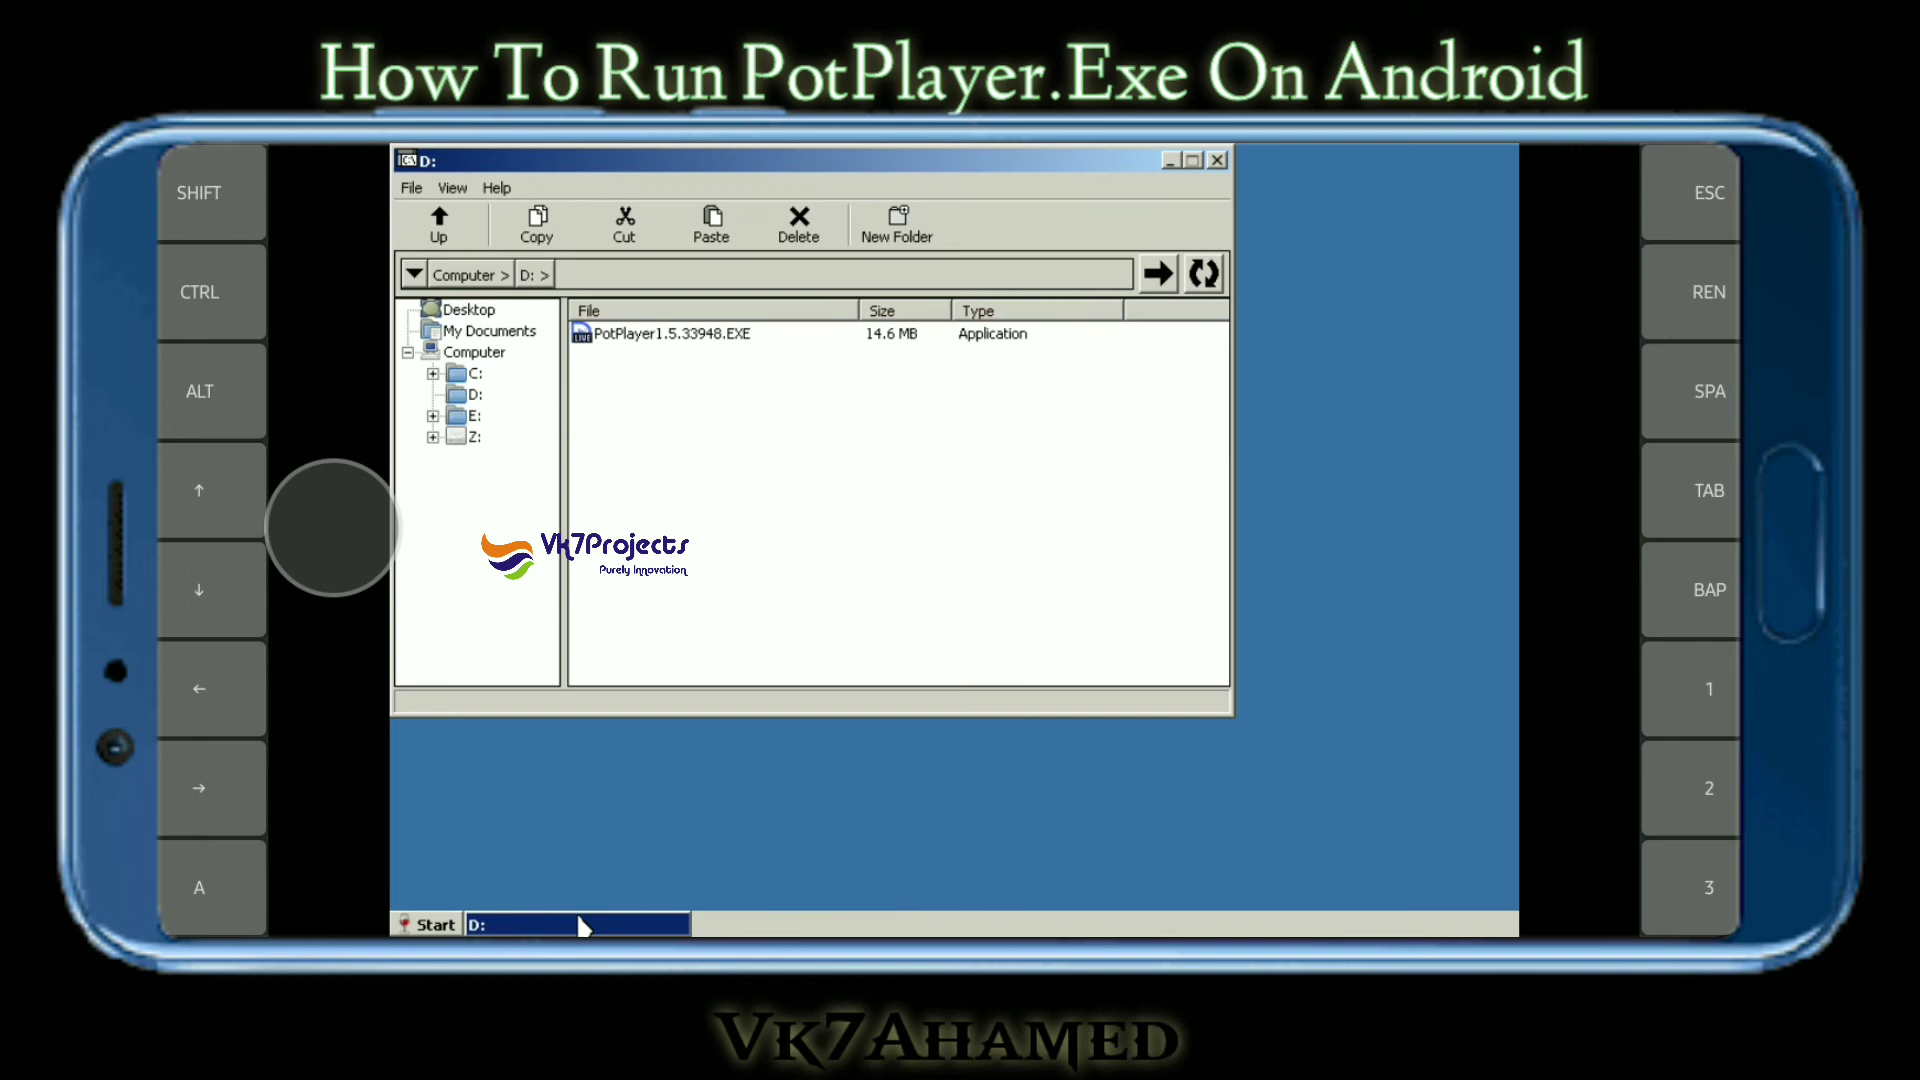 How To Run PotPlayer.Exe On Android
D:
File View Help
Up Copy Cut Paste Delete New Folder
Computer > D: >
Desktop
My Documents
Computer
C:
D:
E:
Z:
File Size Type
PotPlayer1.5.33948.EXE 14.6 MB Application
LIVE
Vk7Projects
Purely Innovation
Start D:
SHIFT
CTRL
ALT
↑
↓
←
→
A
ESC
REN
SPA
TAB
BAP
1
2
3
Vk7Ahamed